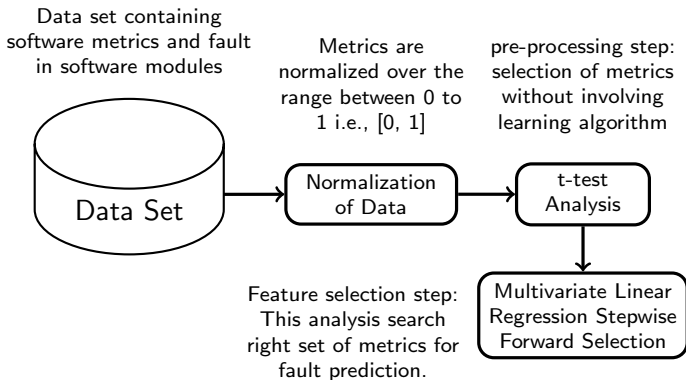 Data set containing
software metrics and fault
in software modules
Metrics are
normalized over the
range between 0 to
1 i.e., [0, 1]
pre-processing step:
selection of metrics
without involving
learning algorithm
Data Set
Normalization
of Data
t-test
Analysis
Feature selection step:
This analysis search
right set of metrics for
fault prediction.
Multivariate Linear
Regression Stepwise
Forward Selection